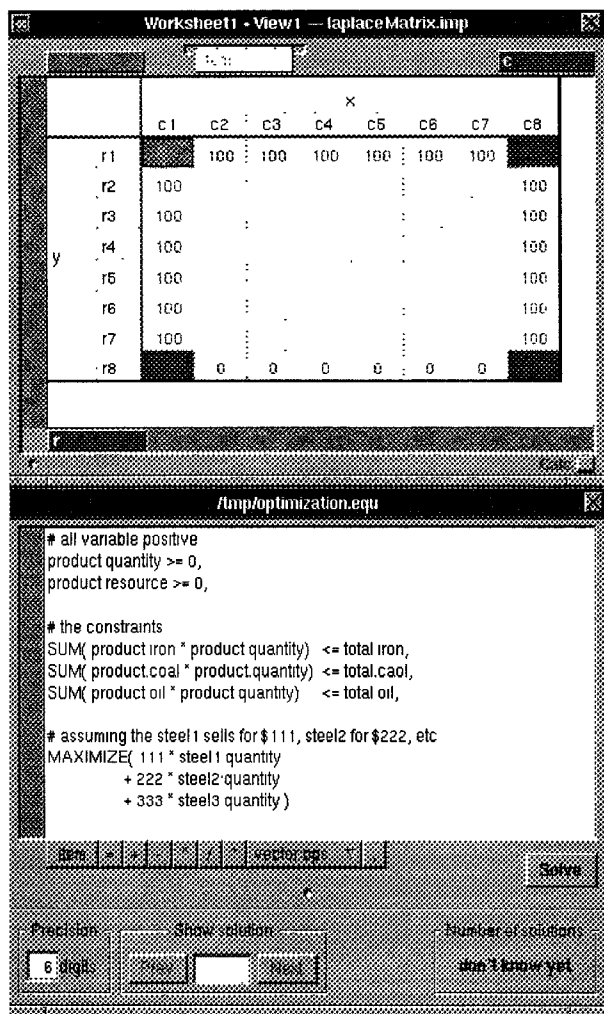 Worksheet1 • View1 — laplaceMatrix.imp
c
x
c1 c2 c3 c4 c5 c6 c7 c8
r1 100 100 100 100 100 100
r2 100 100
r3 100 100
r4 100 100
y r5 100 100
r6 100 100
r7 100 100
r8 0 0 0 0 0 0
r
r
/tmp/optimization.equ
# all variable positive
product quantity >= 0,
product resource >= 0,
# the constraints
SUM( product iron * product quantity) <= total iron,
SUM( product.coal * product.quantity) <= total.caol,
SUM( product oil * product quantity) <= total oil,
# assuming the steel1 sells for $111, steel2 for $222, etc
MAXIMIZE( 111 * steel1 quantity
+ 222 * steel2 quantity
+ 333 * steel3 quantity )
item = + - * / ^ vector ops
Solve
Precision Show solution Number of solutions
6 digits Prev Next don't know yet